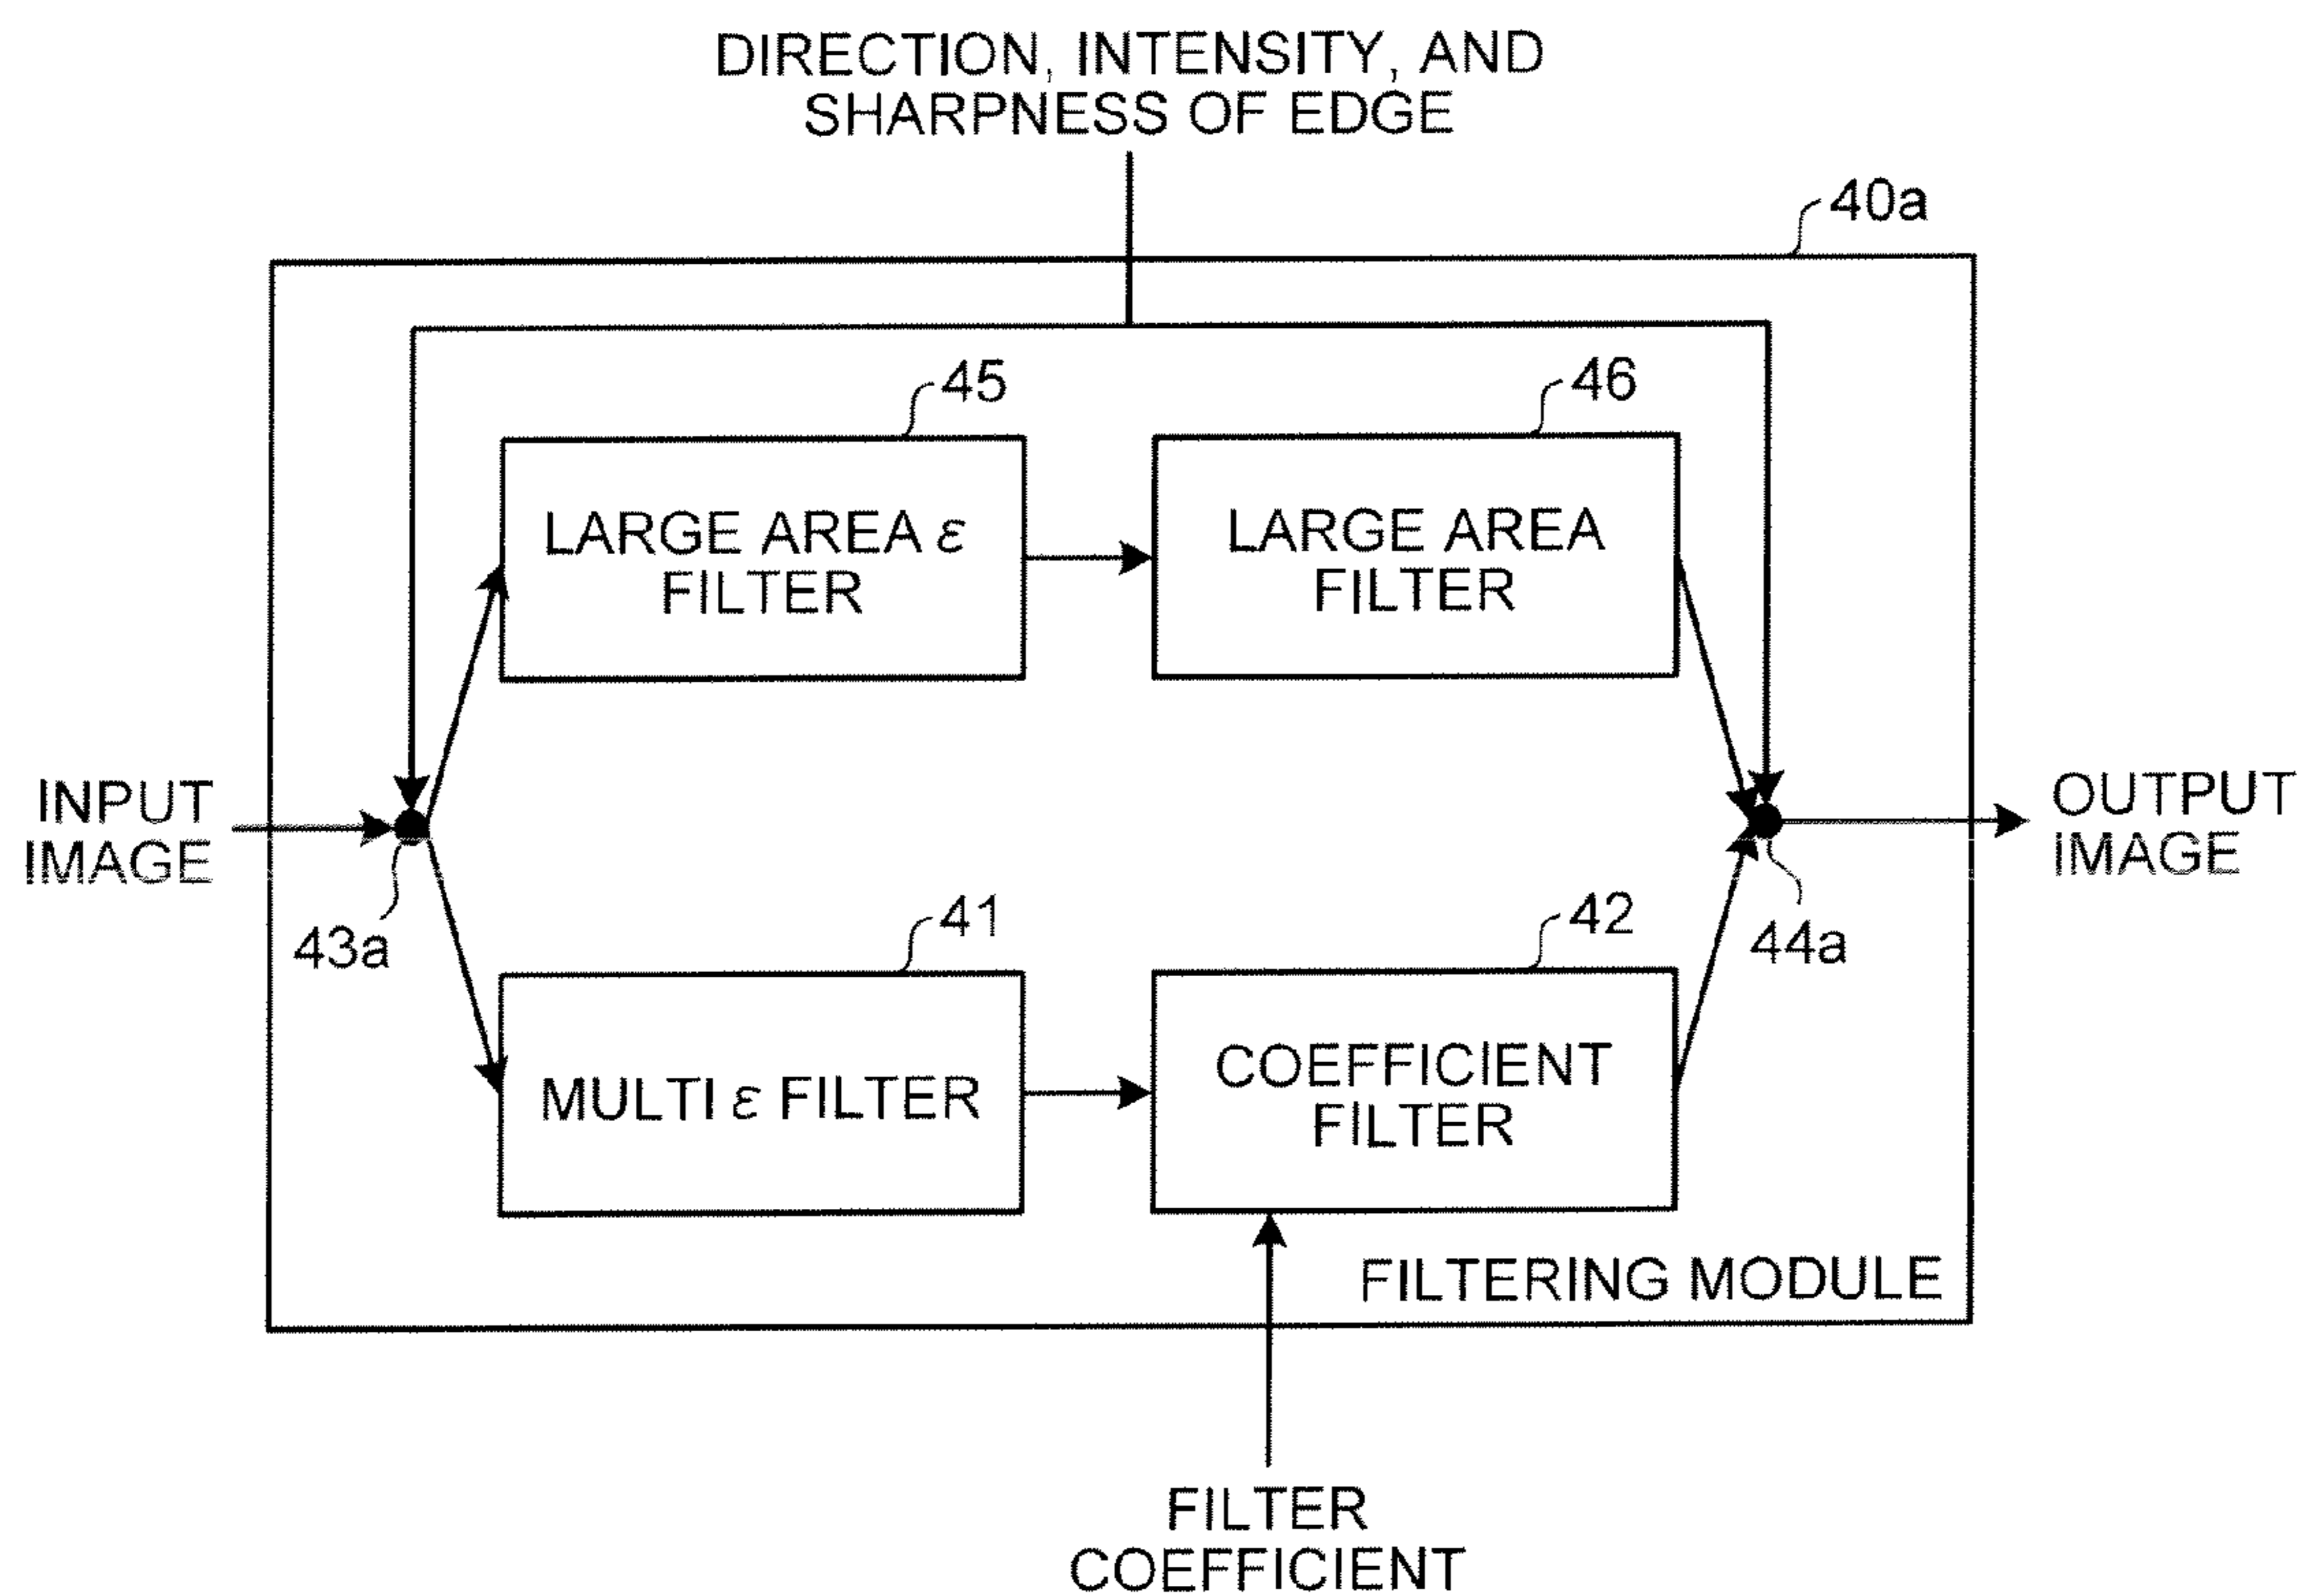 DIRECTION, INTENSITY, AND
SHARPNESS OF EDGE
40a
45
46
LARGE AREA ε
FILTER
LARGE AREA
FILTER
INPUT
IMAGE
OUTPUT
IMAGE
43a
41
42
44a
MULTI ε FILTER
COEFFICIENT
FILTER
FILTERING MODULE
FILTER
COEFFICIENT